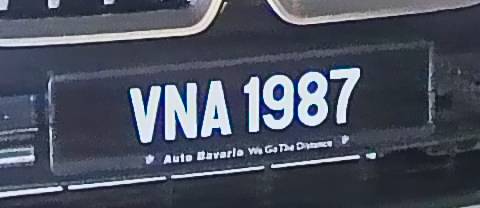 VNA 1987
Auto Bavaria We Go The Distance